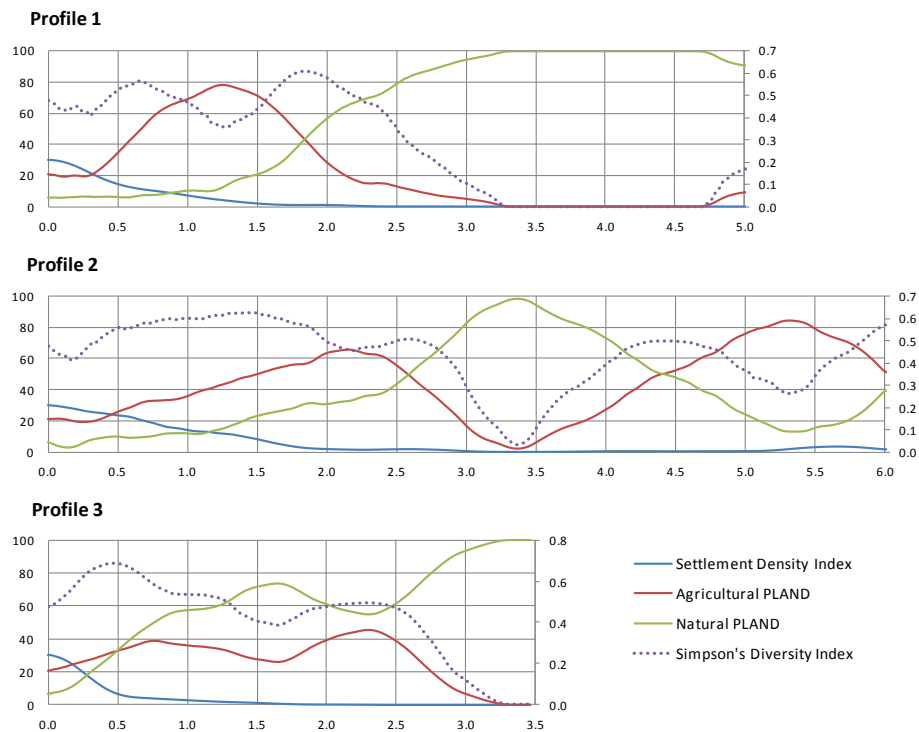 Profile 1
100 80 60 40 20 0
0.7 0.6 0.5 0.4 0.3 0.2 0.1 0.0
0.0 0.5 1.0 1.5 2.0 2.5 3.0 3.5 4.0 4.5 5.0
Profile 2
100 80 60 40 20 0
0.7 0.6 0.5 0.4 0.3 0.2 0.1 0.0
0.0 0.5 1.0 1.5 2.0 2.5 3.0 3.5 4.0 4.5 5.0 5.5 6.0
Profile 3
100 80 60 40 20 0
0.8 0.6 0.4 0.2 0.0
0.0 0.5 1.0 1.5 2.0 2.5 3.0 3.5
Settlement Density Index
Agricultural PLAND
Natural PLAND
Simpson's Diversity Index